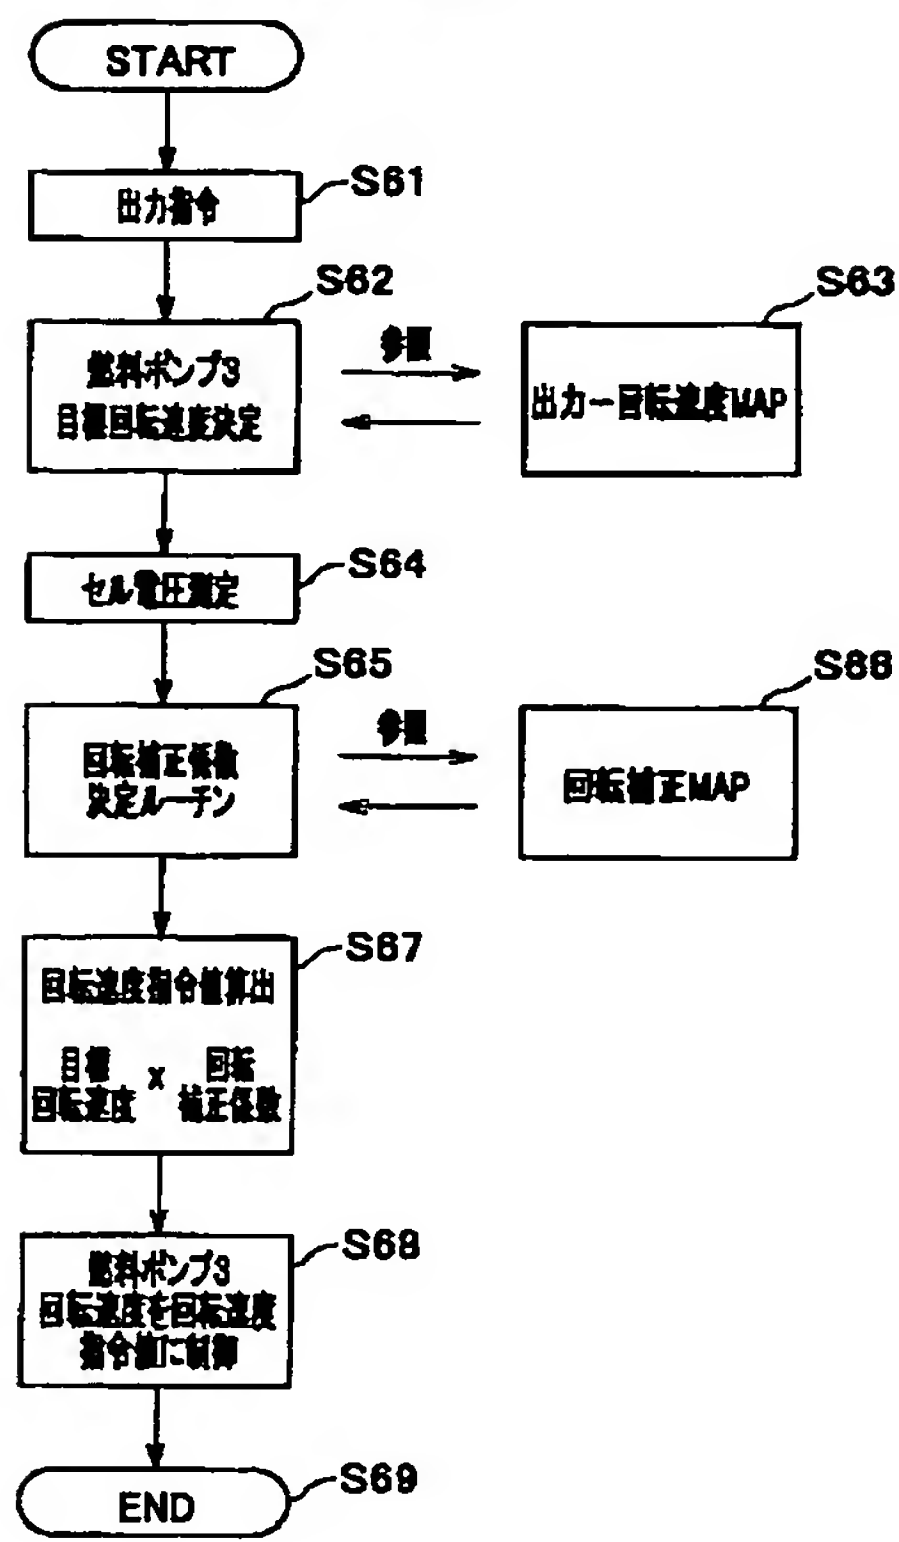 START
出力指令
S61
燃料ポンプ3
目標回転速度決定
S62
参照
出力ー回転速度MAP
S63
セル電圧測定
S64
回転補正係数
決定ルーチン
S65
参照
回転補正MAP
S66
回転速度指令値算出
目標
回転速度
x
回転
補正係数
S67
燃料ポンプ3
回転速度を回転速度
指令値に制御
S68
END
S69